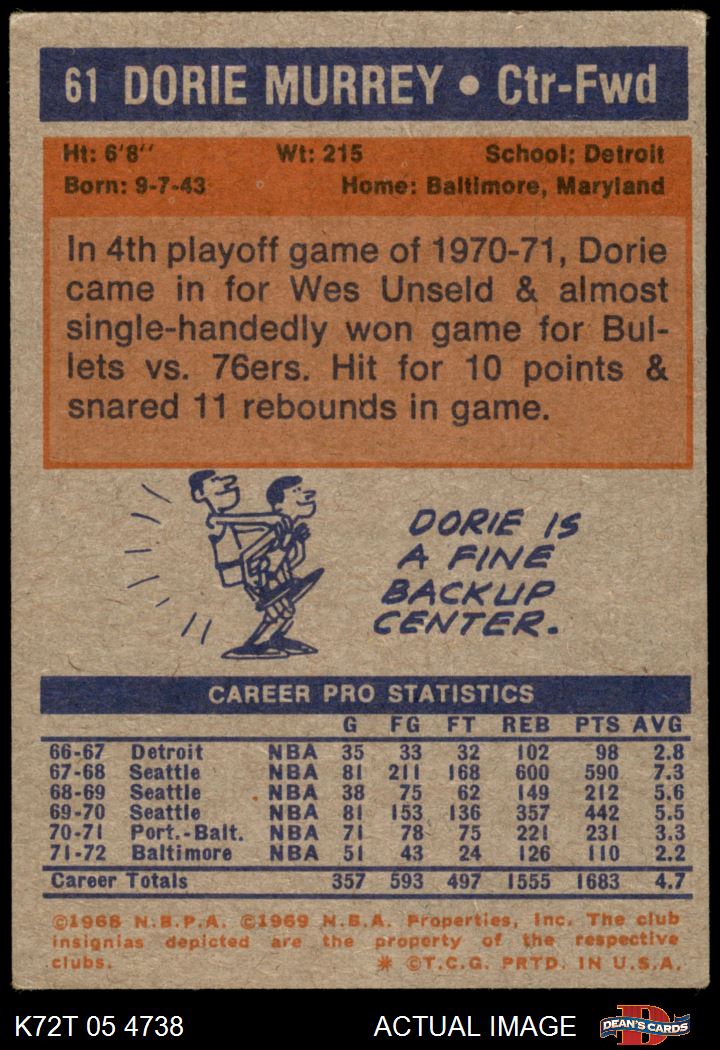 61 DORIE MURREY • Ctr-Fwd
Ht: 6'8'' Wt: 215 School: Detroit
Born: 9-7-43 Home: Baltimore, Maryland
In 4th playoff game of 1970-71, Dorie
came in for Wes Unseld & almost
single-handedly won game for Bul-
lets vs. 76ers. Hit for 10 points &
snared 11 rebounds in game.
DORIE IS
A FINE
BACKUP
CENTER.
CAREER PRO STATISTICS
G FG FT REB PTS AVG
66-67 Detroit NBA 35 33 32 102 98 2.8
67-68 Seattle NBA 81 211 168 600 590 7.3
68-69 Seattle NBA 38 75 62 149 212 5.6
69-70 Seattle NBA 81 153 136 357 442 5.5
70-71 Port.-Balt. NBA 71 78 75 221 231 3.3
71-72 Baltimore NBA 51 43 24 126 110 2.2
Career Totals 357 593 497 1555 1683 4.7
©1968 N.B.P.A. ©1969 N.B.A. Properties, Inc. The club
insignias depicted are the property of the respective
clubs. * ©T.C.G. PRTD. IN U.S.A.
K72T 05 4738 ACTUAL IMAGE D DEAN'S CARDS